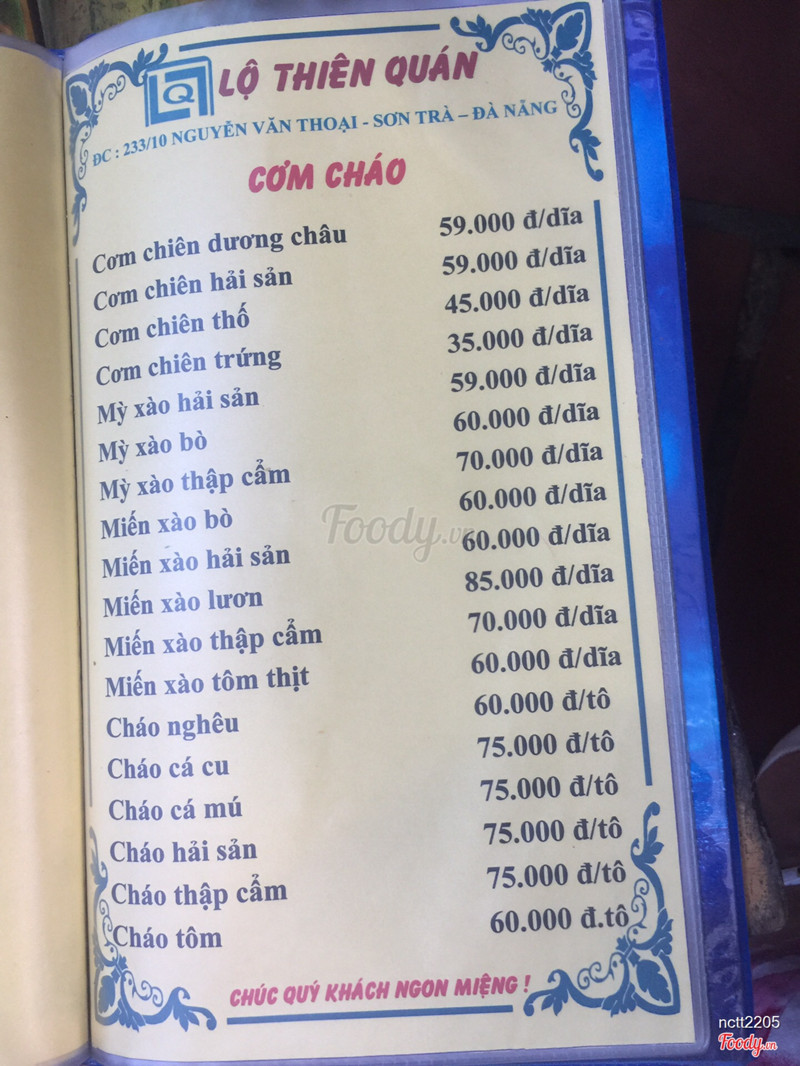 LQ
LỘ THIÊN QUÁN
ĐC : 233/10 NGUYỄN VĂN THOẠI - SƠN TRÀ – ĐÀ NẴNG
CƠM CHÁO
Cơm chiên dương châu 59.000 đ/dĩa
Cơm chiên hải sản 59.000 đ/dĩa
Cơm chiên thố 45.000 đ/dĩa
Cơm chiên trứng 35.000 đ/dĩa
Mỳ xào hải sản 59.000 đ/dĩa
Mỳ xào bò 60.000 đ/dĩa
Mỳ xào thập cẩm 70.000 đ/dĩa
Miến xào bò 60.000 đ/dĩa
Miến xào hải sản 60.000 đ/dĩa
Miến xào lươn 85.000 đ/dĩa
Miến xào thập cẩm 70.000 đ/dĩa
Miến xào tôm thịt 60.000 đ/dĩa
Cháo nghêu 60.000 đ/tô
Cháo cá cu 75.000 đ/tô
Cháo cá mú 75.000 đ/tô
Cháo hải sản 75.000 đ/tô
Cháo thập cẩm 75.000 đ/tô
Cháo tôm 60.000 đ.tô
CHÚC QUÝ KHÁCH NGON MIỆNG !
Foody.vn
nctt2205
Foody.vn